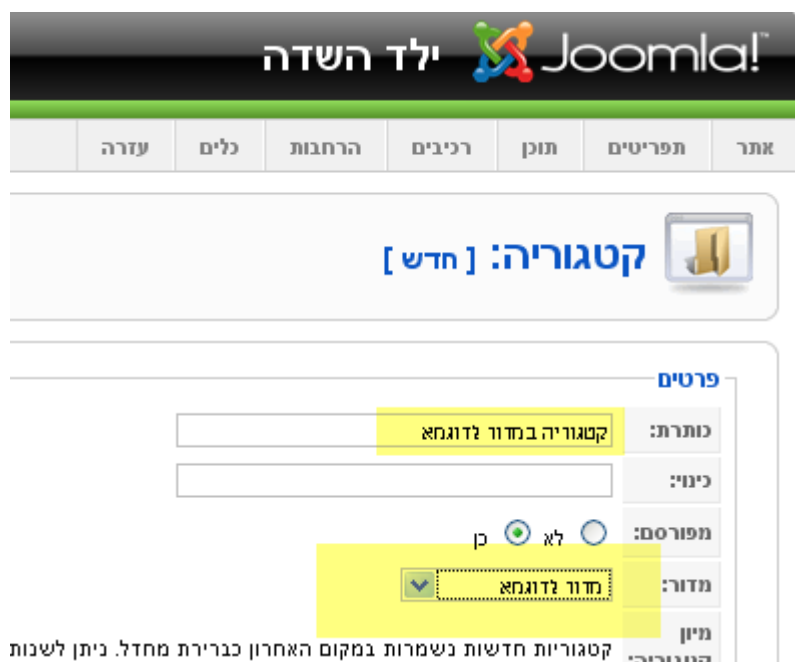 Joomla!™ ילד השדה
אתר תפריטים תוכן רכיבים הרחבות כלים עזרה
קטגוריה: [ חדש ]
פרטים
כותרת: קטגוריה במדור לדוגמא
כינוי:
מפורסם: לא כן
מדור: מדור לדוגמא
מיון
קטגוריות חדשות נשמרות במקום האחרון כברירת מחדל. ניתן לשנות